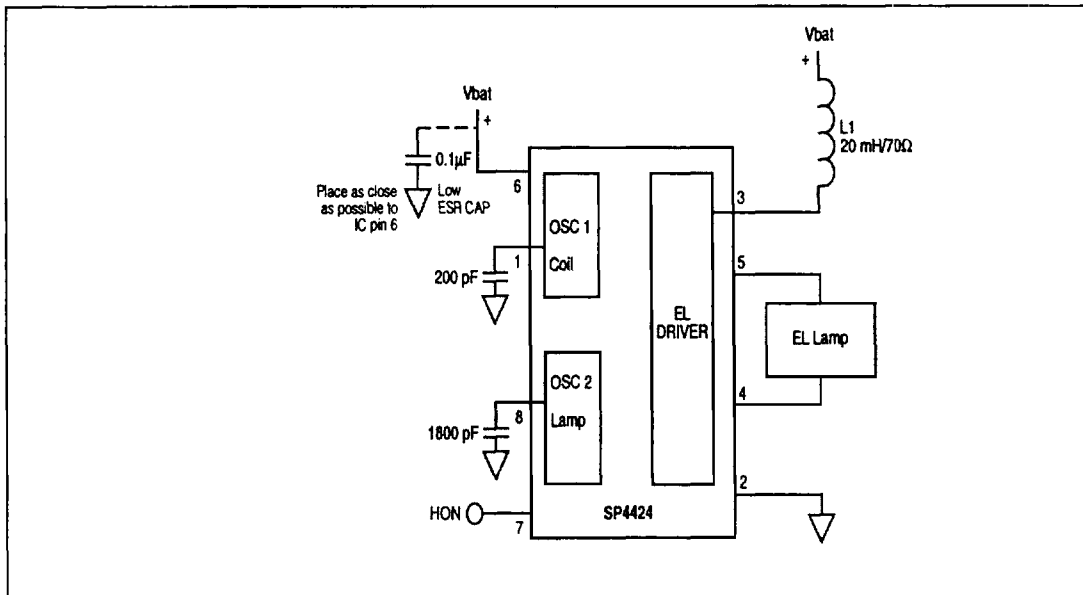 Vbat
+
L1
20 mH/70Ω
Vbat
+
0.1µF
Place as close
as possible to
IC pin 6
Low
ESR CAP
6
OSC 1
Coil
1
200 pF
3
5
EL
DRIVER
EL Lamp
4
OSC 2
Lamp
8
1800 pF
2
HON
7
SP4424